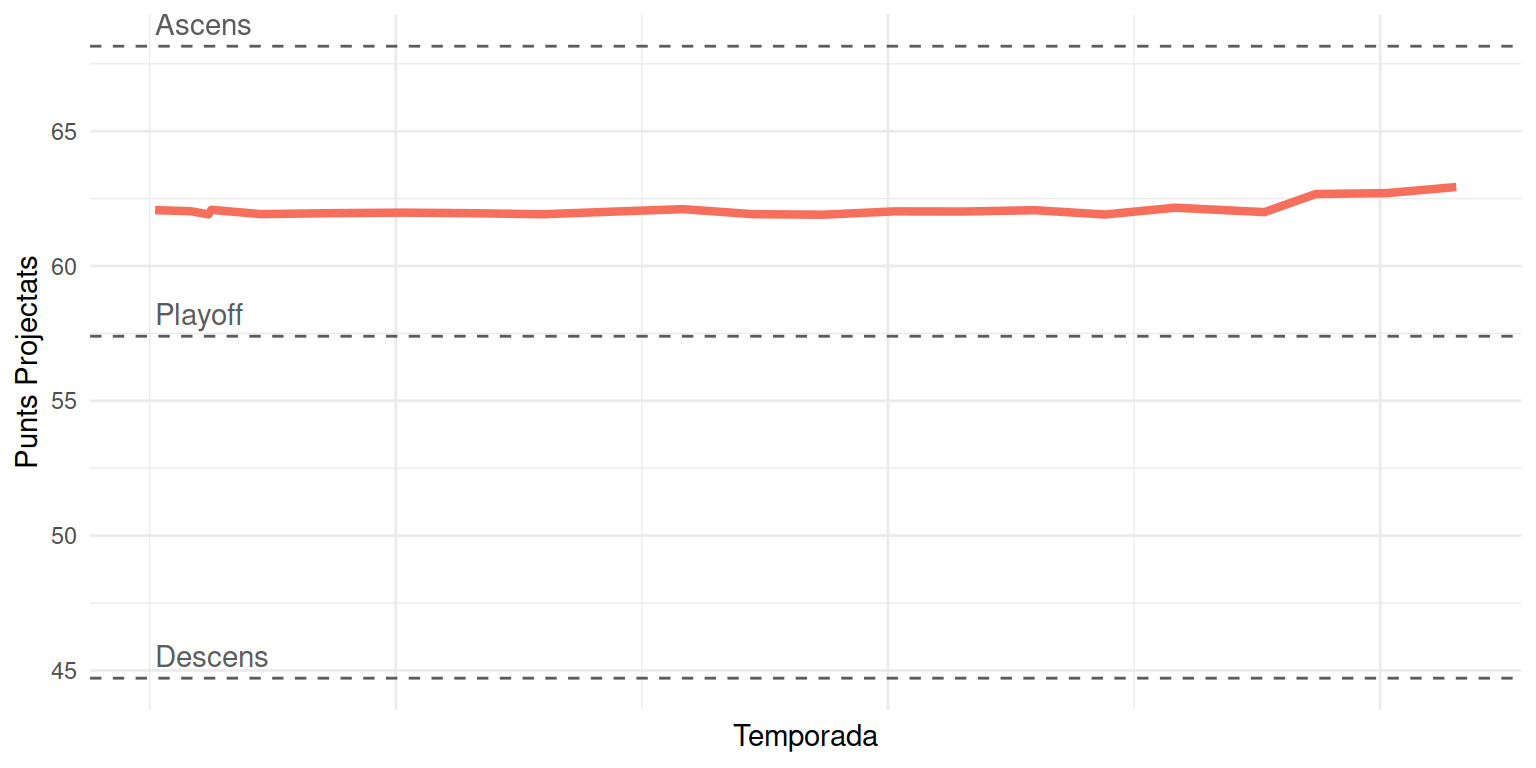 Ascens
65
60
Playoff
55
50
Descens
45
Punts Projectats
Temporada